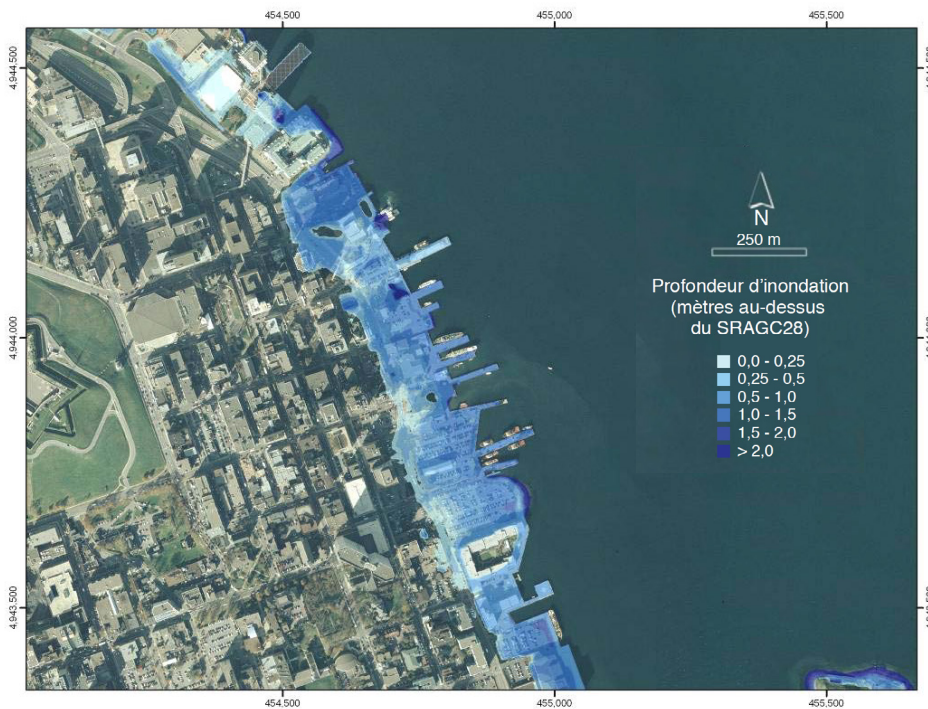 454,500 455,000 455,500
4,944,500
N
250 m
Profondeur d'inondation
(mètres au-dessus
du SRAGC28)
0,0 - 0,25
0,25 - 0,5
0,5 - 1,0
1,0 - 1,5
1,5 - 2,0
> 2,0
4,944,000
4,943,500
454,500 455,000 455,500